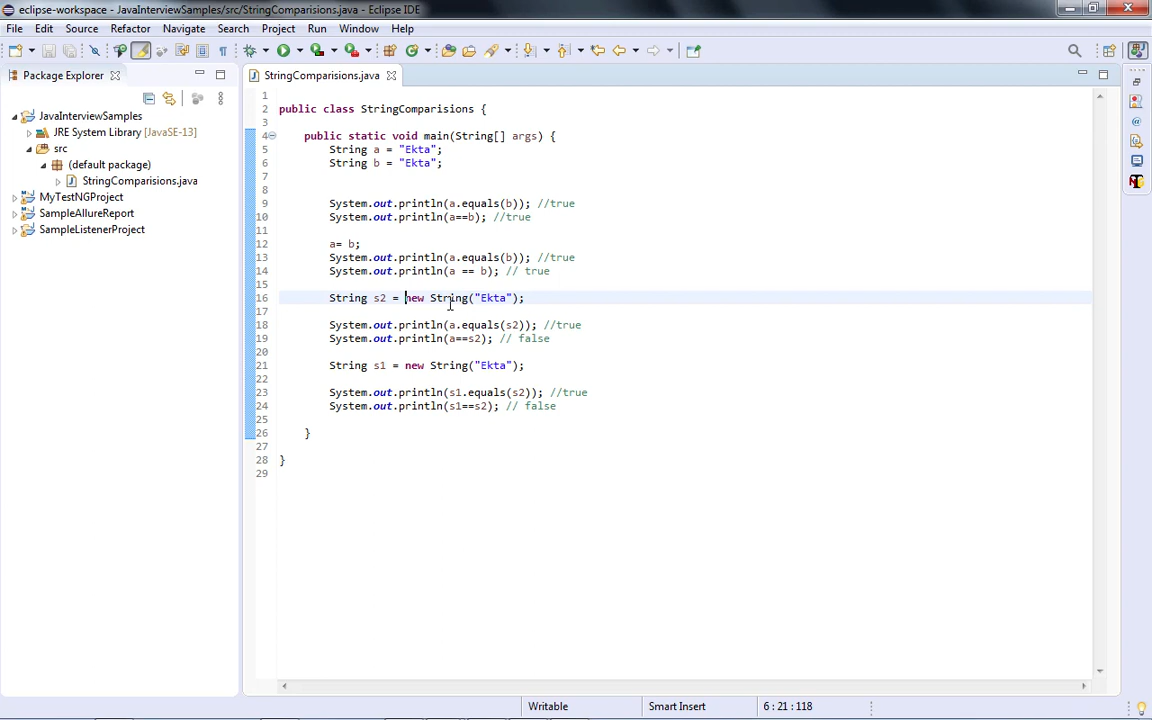 eclipse-workspace - JavaInterviewSamples/src/StringComparisions.java - Eclipse IDE
File Edit Source Refactor Navigate Search Project Run Window Help
Package Explorer
StringComparisions.java
JavaInterviewSamples
JRE System Library [JavaSE-13]
src
(default package)
StringComparisions.java
MyTestNGProject
SampleAllureReport
SampleListenerProject
1
2 public class StringComparisions {
3
4 public static void main(String[] args) {
5 String a = "Ekta";
6 String b = "Ekta";
7
8
9 System.out.println(a.equals(b)); //true
10 System.out.println(a==b); //true
11
12 a= b;
13 System.out.println(a.equals(b)); //true
14 System.out.println(a == b); // true
15
16 String s2 = new String("Ekta");
17
18 System.out.println(a.equals(s2)); //true
19 System.out.println(a==s2); // false
20
21 String s1 = new String("Ekta");
22
23 System.out.println(s1.equals(s2)); //true
24 System.out.println(s1==s2); // false
25
26 }
27
28 }
29
Writable Smart Insert 6 : 21 : 118